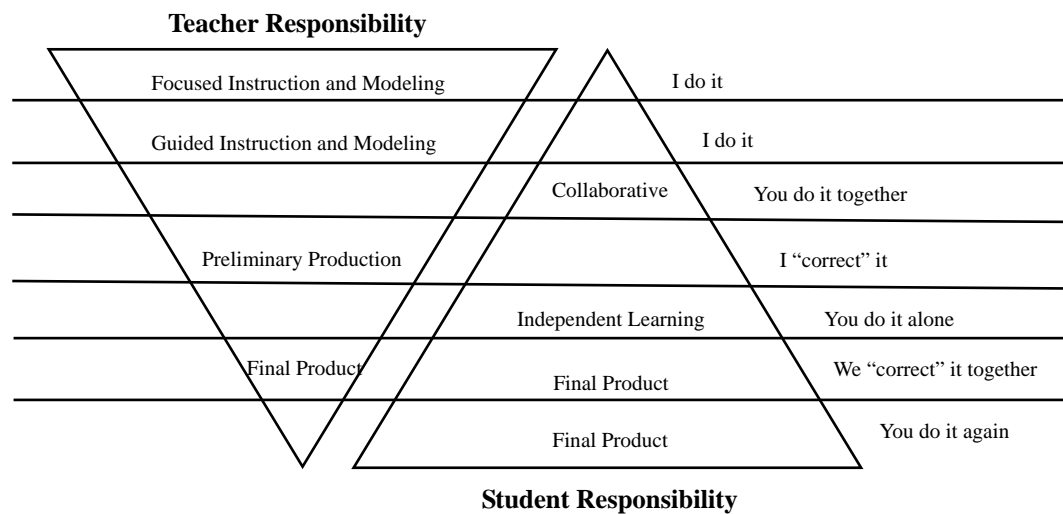 Teacher Responsibility
Focused Instruction and Modeling
I do it
Guided Instruction and Modeling
I do it
Collaborative
You do it together
Preliminary Production
I “correct” it
Independent Learning
You do it alone
Final Product
Final Product
We “correct” it together
Final Product
You do it again
Student Responsibility